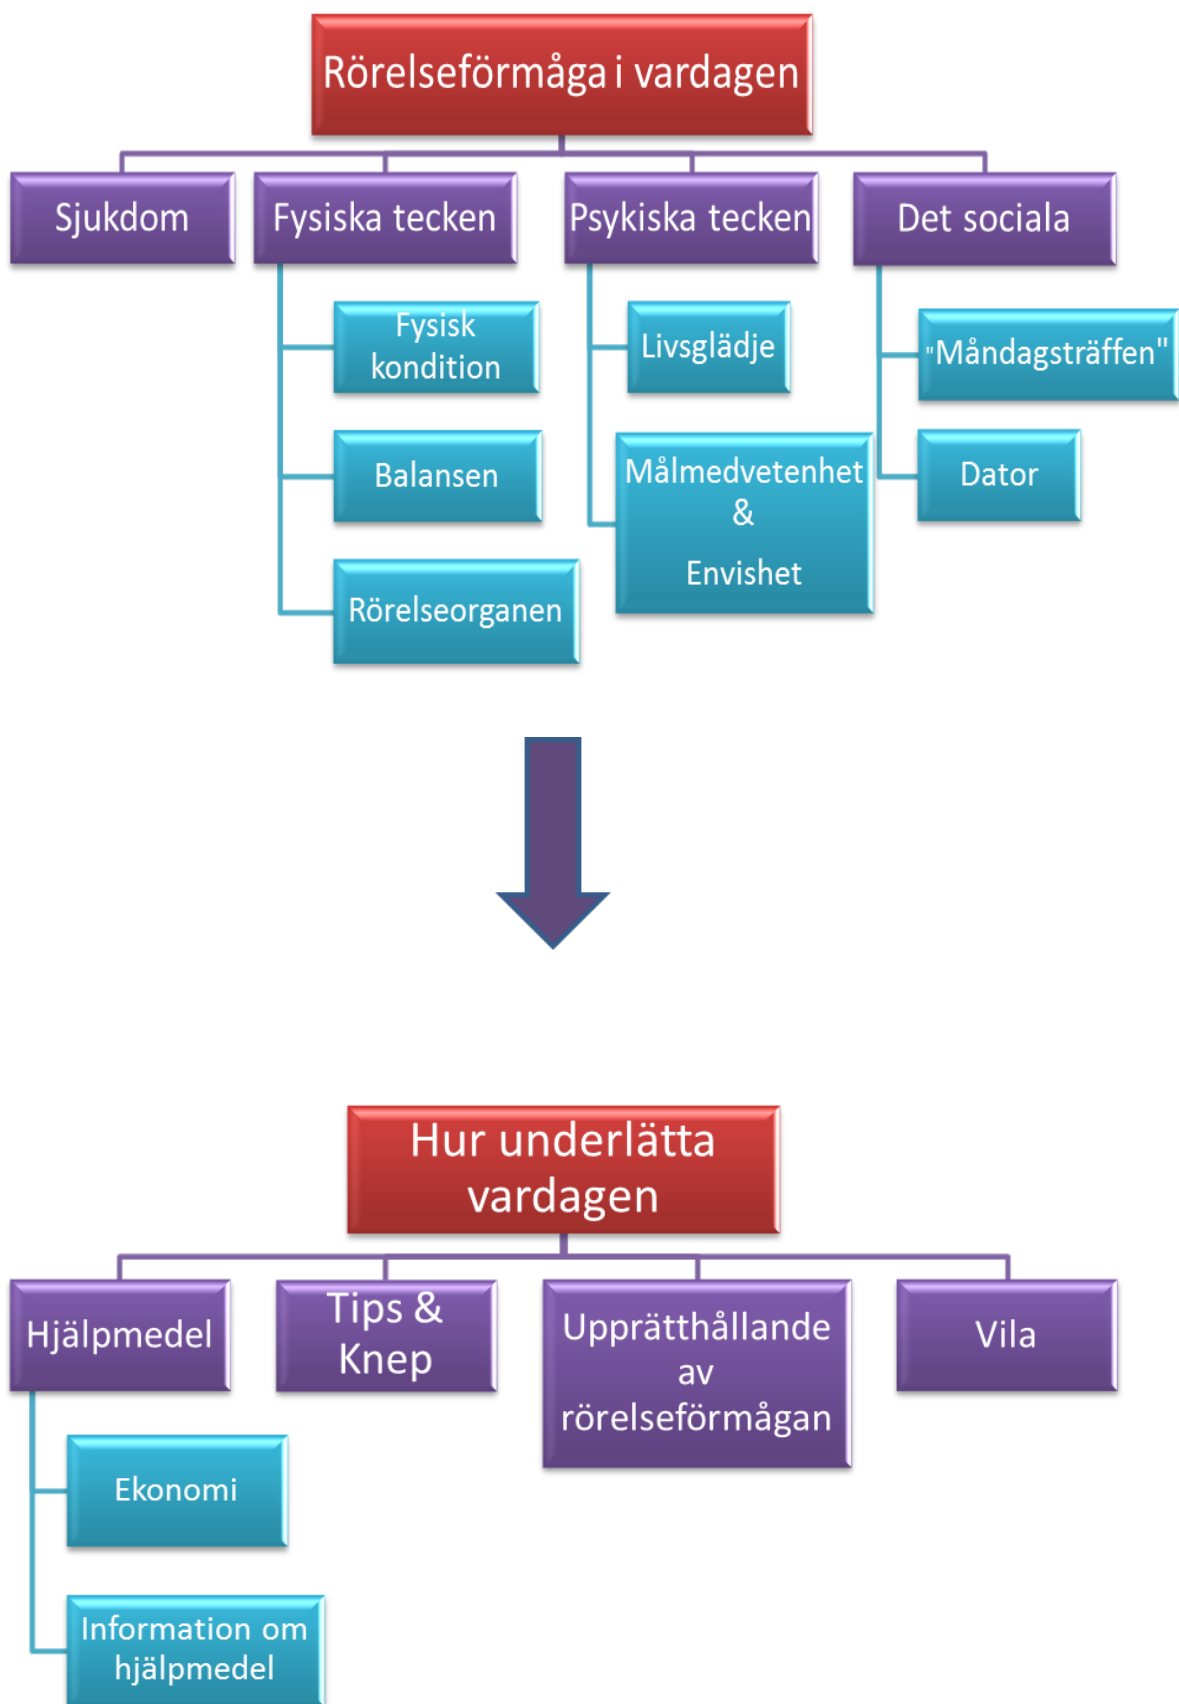 Rörelseförmåga i vardagen
Sjukdom
Fysiska tecken
Psykiska tecken
Det sociala
Fysisk
kondition
Balansen
Rörelseorganen
Livsglädje
Målmedvetenhet
&
Envishet
"Måndagsträffen"
Dator
Hur underlätta
vardagen
Hjälpmedel
Tips &
Knep
Upprätthållande
av
rörelseförmågan
Vila
Ekonomi
Information om
hjälpmedel